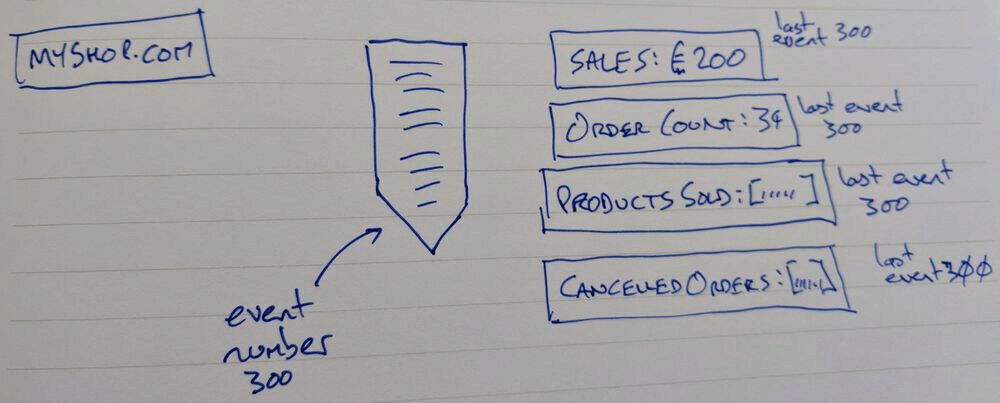 MYSHOP.COM
event
number
300
SALES: £200
last
event 300
ORDER COUNT: 34
last event
300
PRODUCTS SOLD: [.....]
last event
300
CANCELLED ORDERS: [.....]
last
event 300